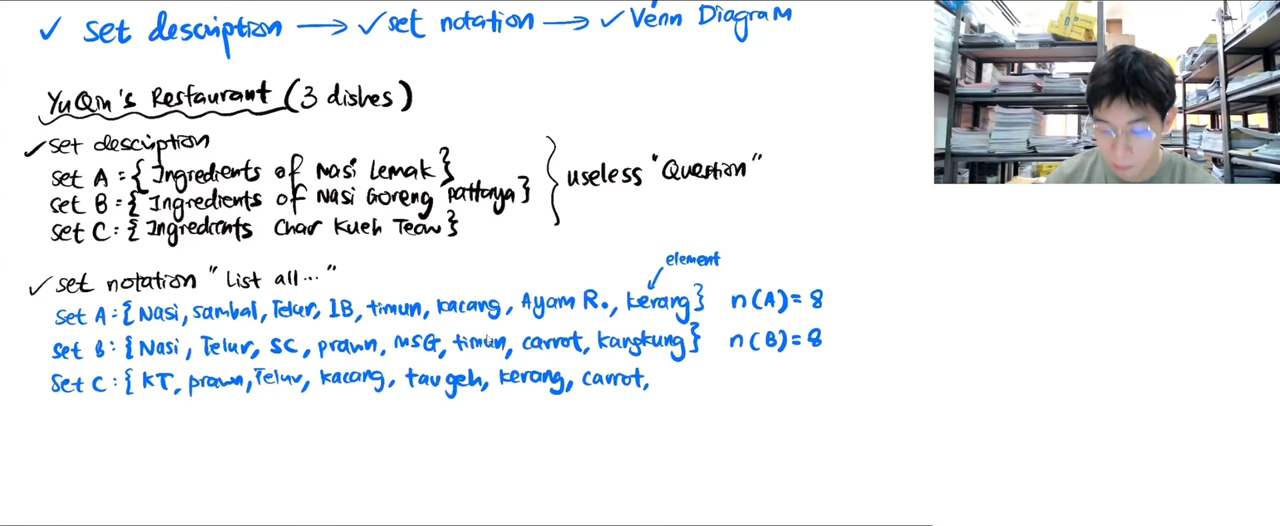 ✓ set description → ✓ set notation → ✓ Venn Diagram
YuQin's Restaurant (3 dishes)
✓ set description
set A = { Ingredients of Nasi Lemak }
set B = { Ingredients of Nasi Goreng Pattaya }
set C : { Ingredients Char Kueh Teow }
useless "Question"
✓ set notation "List all..."
element
set A : { Nasi, sambal, Telur, IB, timun, kacang, Ayam R., kerang } n(A) = 8
set B : { Nasi, Telur, SC, prawn, MSG, timun, carrot, kangkung } n(B) = 8
Set C : { KT, prawn, Telur, kacang, taugeh, kerang, carrot,